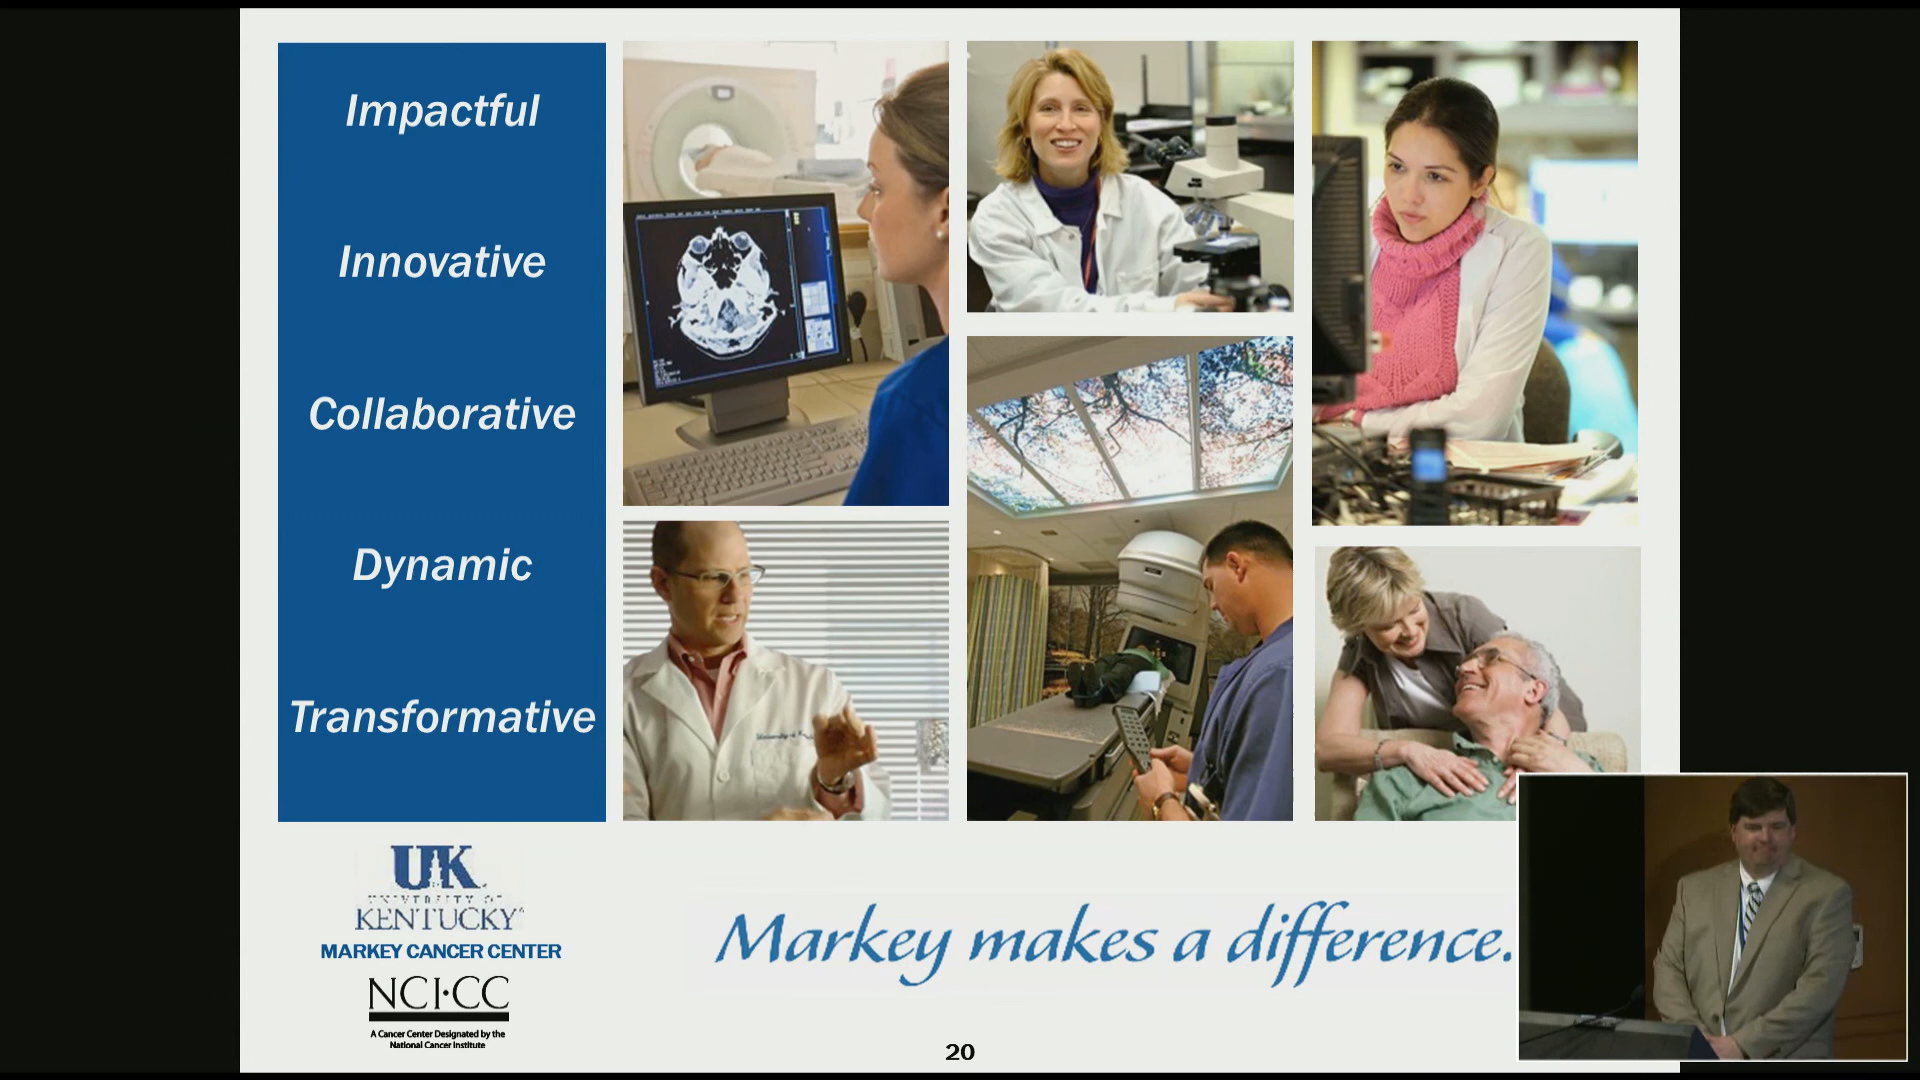 Impactful
Innovative
Collaborative
Dynamic
Transformative
UK
UNIVERSITY OF
KENTUCKY
MARKEY CANCER CENTER
NCI·CC
A Cancer Center Designated by the
National Cancer Institute
Markey makes a difference.
20